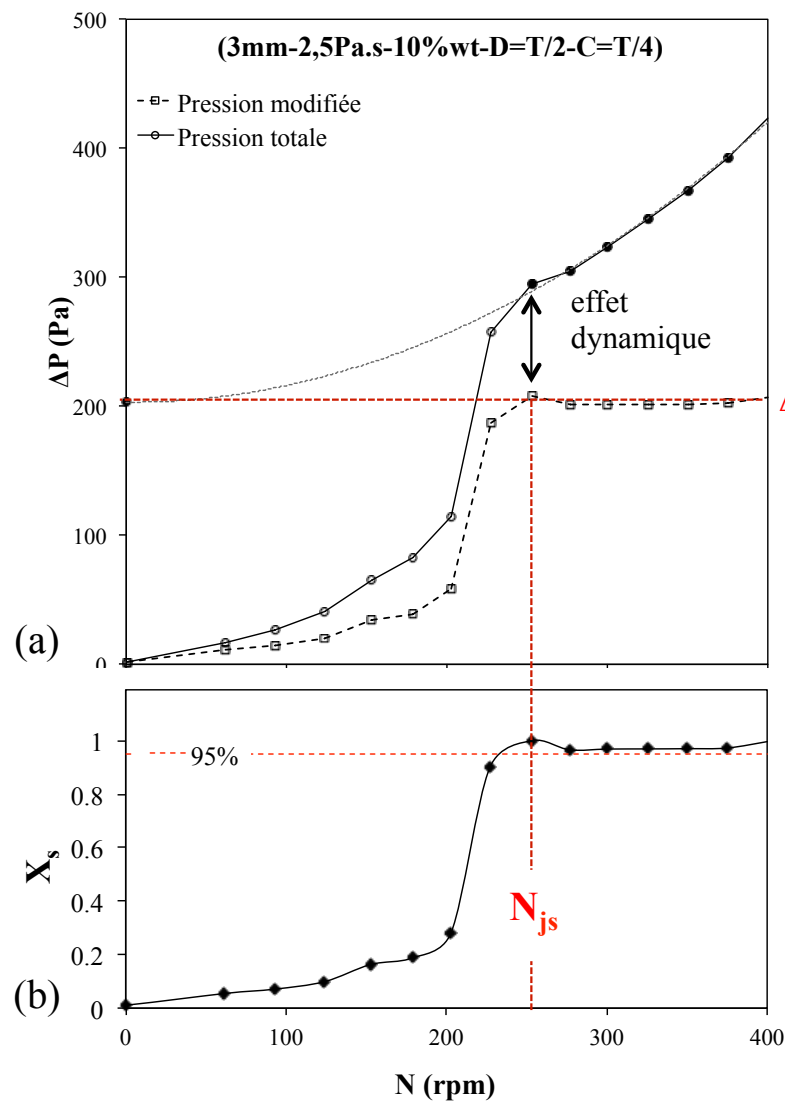 500
(3mm-2,5Pa.s-10%wt-D=T/2-C=T/4)
Pression modifiée
Pression totale
400
300
effet
dynamique
ΔP (Pa)
200
Δ
100
0
(a)
1
95%
0.8
0.6
Xs
0.4
Njs
0.2
(b)
0
0 100 200 300 400
N (rpm)